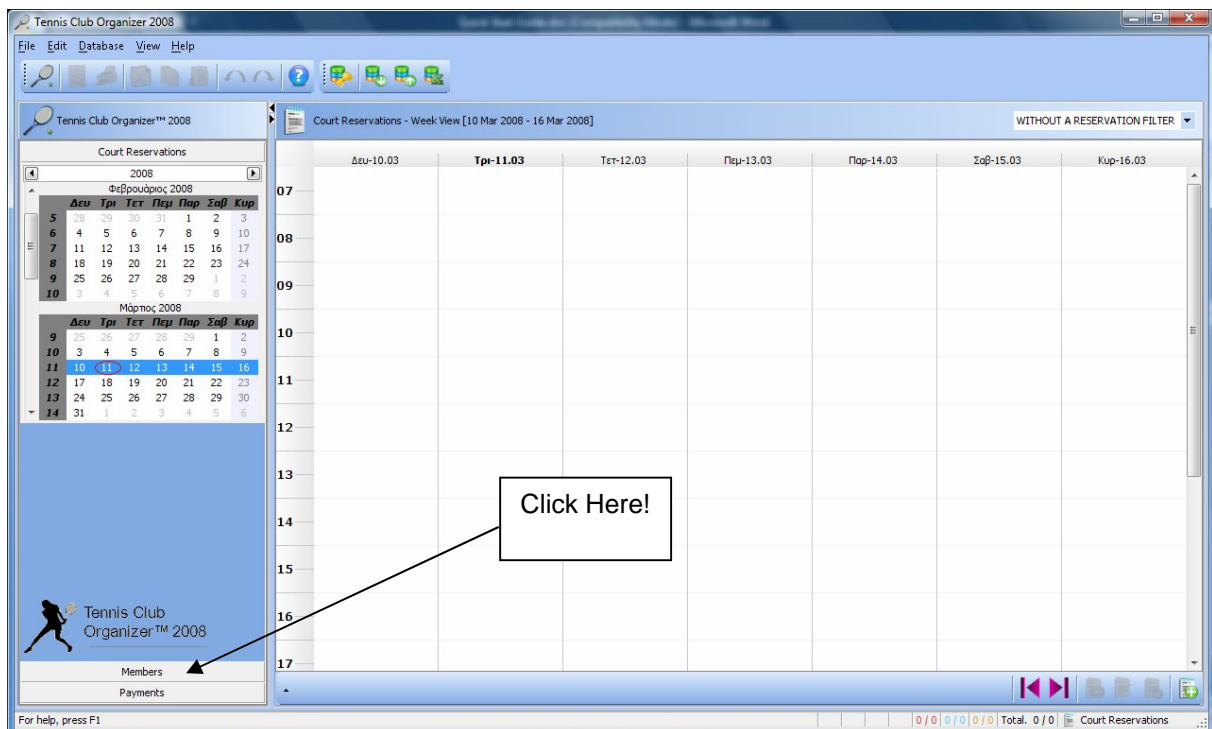 Tennis Club Organizer 2008
File Edit Database View Help
Tennis Club Organizer™ 2008
Court Reservations - Week View [10 Mar 2008 - 16 Mar 2008]
WITHOUT A RESERVATION FILTER
Court Reservations
2008
Φεβρουάριος 2008
Δευ Τρι Τετ Πεμ Παρ Σαβ Κυρ
5 28 29 30 31 1 2 3
6 4 5 6 7 8 9 10
7 11 12 13 14 15 16 17
8 18 19 20 21 22 23 24
9 25 26 27 28 29 1 2
10 3 4 5 6 7 8 9
Μάρτιος 2008
Δευ Τρι Τετ Πεμ Παρ Σαβ Κυρ
9 25 26 27 28 29 1 2
10 3 4 5 6 7 8 9
11 10 11 12 13 14 15 16
12 17 18 19 20 21 22 23
13 24 25 26 27 28 29 30
14 31 1 2 3 4 5 6
Tennis Club
Organizer™ 2008
Members
Payments
Δευ-10.03 Τρι-11.03 Τετ-12.03 Πεμ-13.03 Παρ-14.03 Σαβ-15.03 Κυρ-16.03
07
08
09
10
11
12
13
14
15
16
17
Click Here!
For help, press F1
0 / 0 0 / 0 0 / 0 Total. 0 / 0 Court Reservations